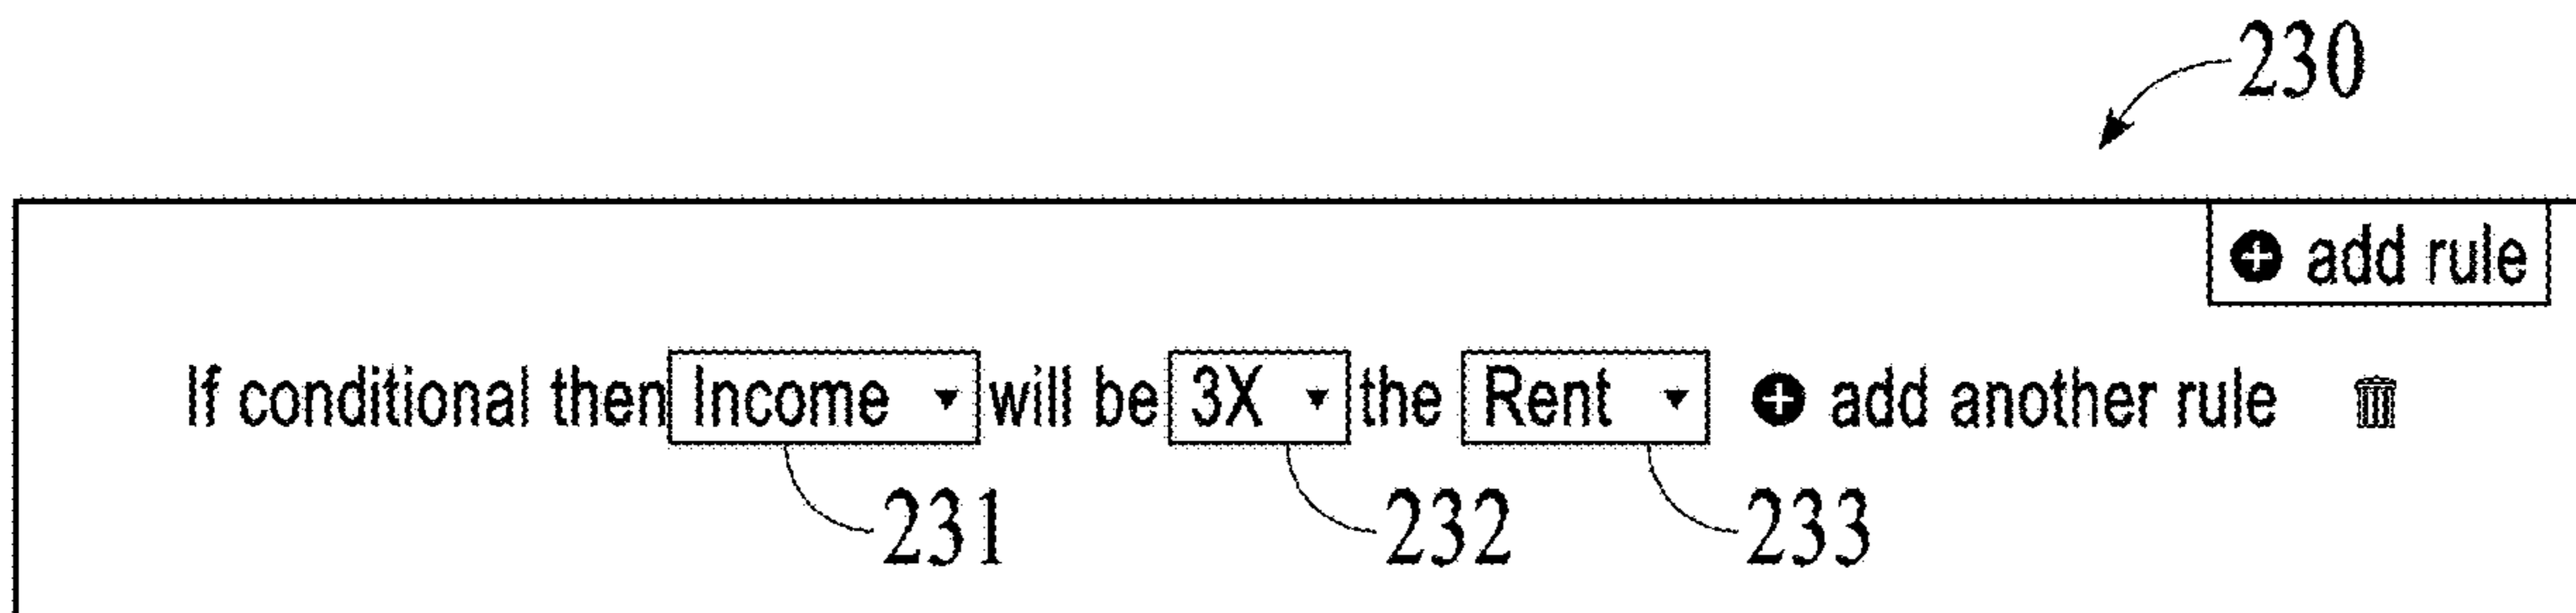 230
add rule
If conditional then Income will be 3X the Rent add another rule
231 232 233